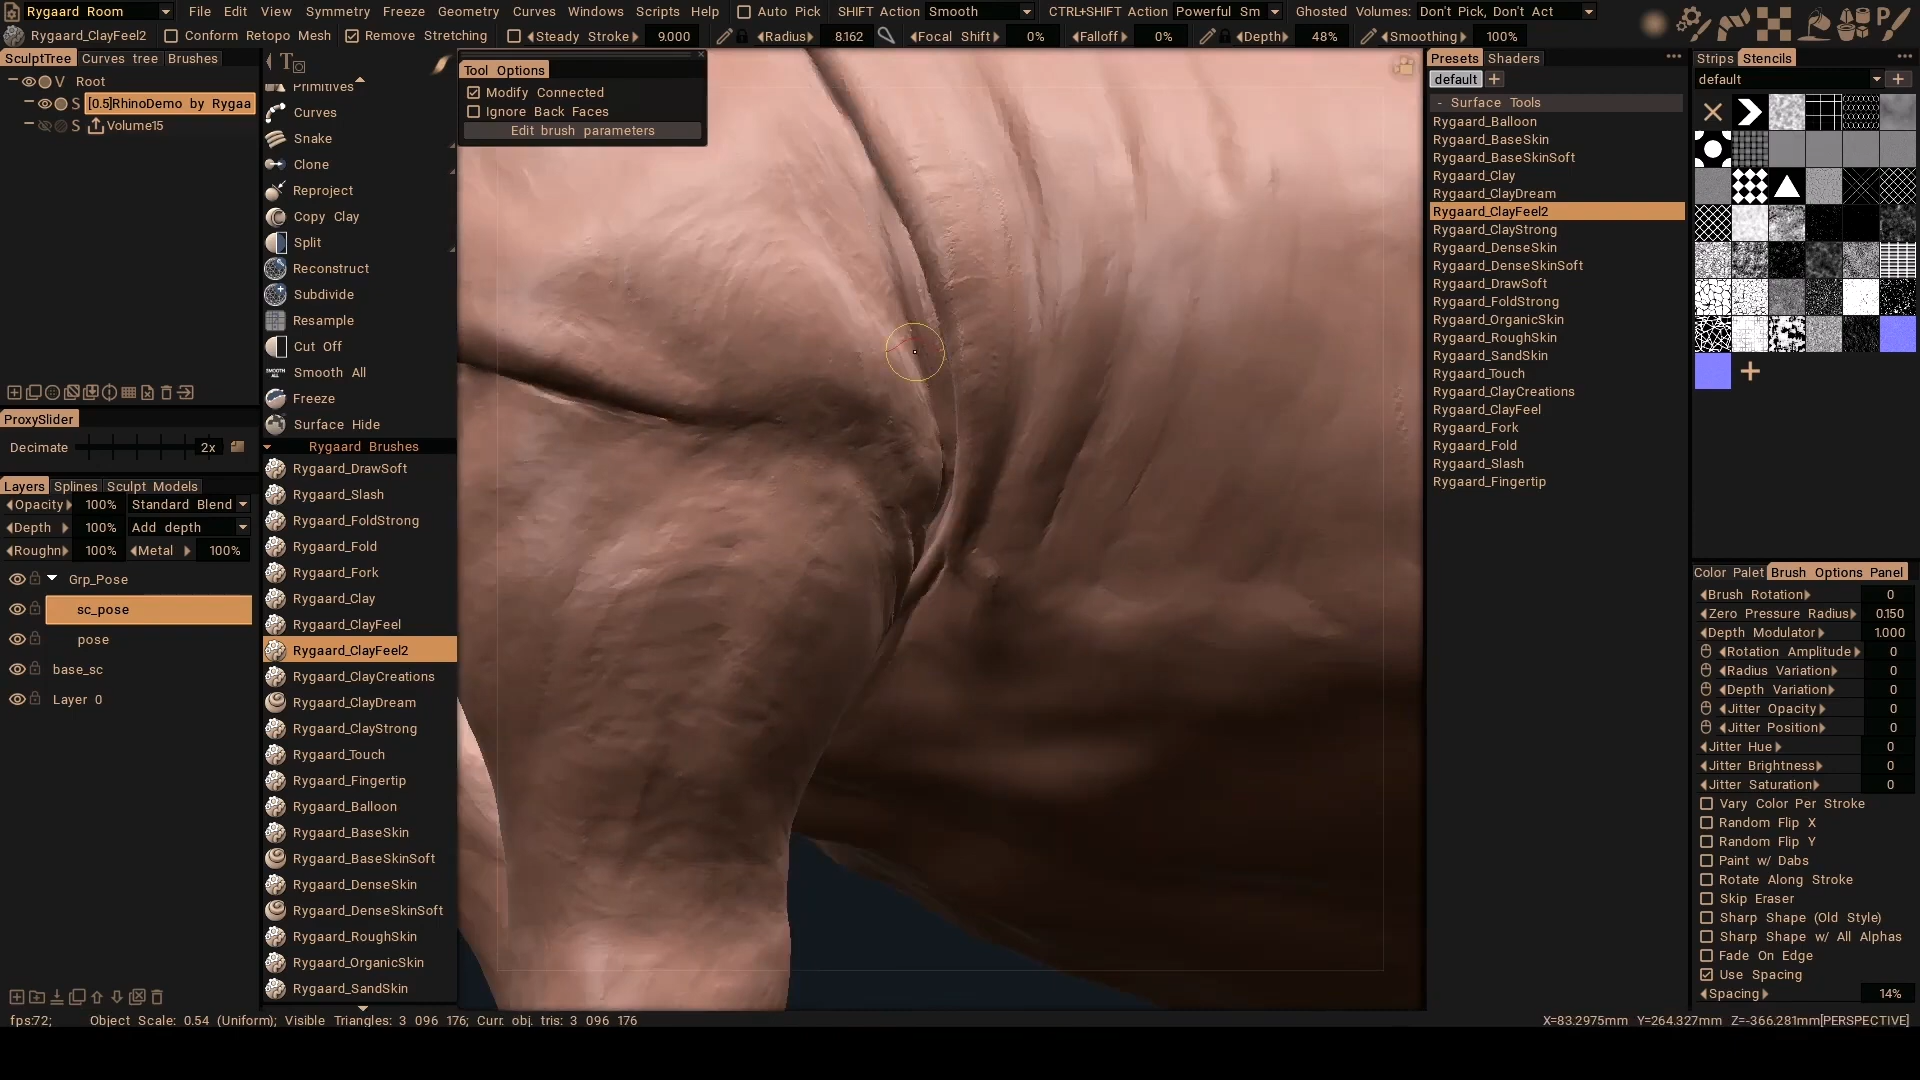 Rygaard Room File Edit View Symmetry Freeze Geometry Curves Windows Scripts Help Auto Pick SHIFT Action Smooth CTRL+SHIFT Action Powerful Sm Ghosted Volumes: Don't Pick, Don't Act
Rygaard_ClayFeel2 Conform Retopo Mesh Remove Stretching Steady Stroke 9.000 Radius 8.162 Focal Shift 0% Falloff 0% Depth 48% Smoothing 100%
SculptTree Curves tree Brushes
V Root
S [0.5]RhinoDemo by Rygaa
S Volume15
ProxySlider
Decimate 2x
Layers Splines Sculpt Models
Opacity 100% Standard Blend
Depth 100% Add depth
Roughn 100% Metal 100%
Grp_Pose
sc_pose
pose
base_sc
Layer 0
Primitives
Curves
Snake
Clone
Reproject
Copy Clay
Split
Reconstruct
Subdivide
Resample
Cut Off
SMOOTH ALL Smooth All
Freeze
Surface Hide
Rygaard Brushes
Rygaard_DrawSoft
Rygaard_Slash
Rygaard_FoldStrong
Rygaard_Fold
Rygaard_Fork
Rygaard_Clay
Rygaard_ClayFeel
Rygaard_ClayFeel2
Rygaard_ClayCreations
Rygaard_ClayDream
Rygaard_ClayStrong
Rygaard_Touch
Rygaard_Fingertip
Rygaard_Balloon
Rygaard_BaseSkin
Rygaard_BaseSkinSoft
Rygaard_DenseSkin
Rygaard_DenseSkinSoft
Rygaard_RoughSkin
Rygaard_OrganicSkin
Rygaard_SandSkin
Tool Options
Modify Connected
Ignore Back Faces
Edit brush parameters
Presets Shaders
default +
- Surface Tools
Rygaard_Balloon
Rygaard_BaseSkin
Rygaard_BaseSkinSoft
Rygaard_Clay
Rygaard_ClayDream
Rygaard_ClayFeel2
Rygaard_ClayStrong
Rygaard_DenseSkin
Rygaard_DenseSkinSoft
Rygaard_DrawSoft
Rygaard_FoldStrong
Rygaard_OrganicSkin
Rygaard_RoughSkin
Rygaard_SandSkin
Rygaard_Touch
Rygaard_ClayCreations
Rygaard_ClayFeel
Rygaard_Fork
Rygaard_Fold
Rygaard_Slash
Rygaard_Fingertip
Strips Stencils
default +
Color Palet Brush Options Panel
Brush Rotation 0
Zero Pressure Radius 0.150
Depth Modulator 1.000
Rotation Amplitude 0
Radius Variation 0
Depth Variation 0
Jitter Opacity 0
Jitter Position 0
Jitter Hue 0
Jitter Brightness 0
Jitter Saturation 0
Vary Color Per Stroke
Random Flip X
Random Flip Y
Paint w/ Dabs
Rotate Along Stroke
Skip Eraser
Sharp Shape (Old Style)
Sharp Shape w/ All Alphas
Fade On Edge
Use Spacing
Spacing 14%
fps:72; Object Scale: 0.54 (Uniform); Visible Triangles: 3 096 176; Curr. obj. tris: 3 096 176 X=83.2975mm Y=264.327mm Z=-366.281mm[PERSPECTIVE]